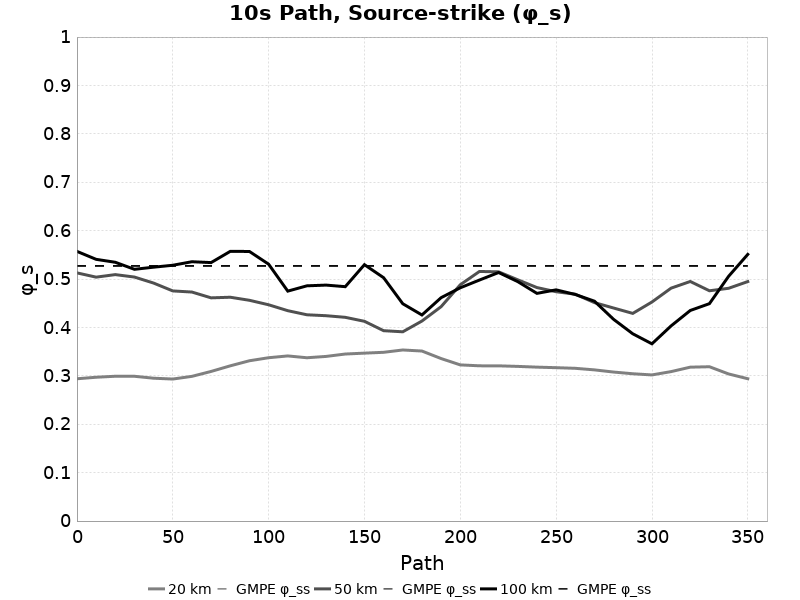 10s Path, Source-strike (φ_s)
1
0.9
0.8
0.7
0.6
0.5
0.4
0.3
0.2
0.1
0
φ_s
0 50 100 150 200 250 300 350
Path
20 km GMPE φ_ss 50 km GMPE φ_ss 100 km GMPE φ_ss